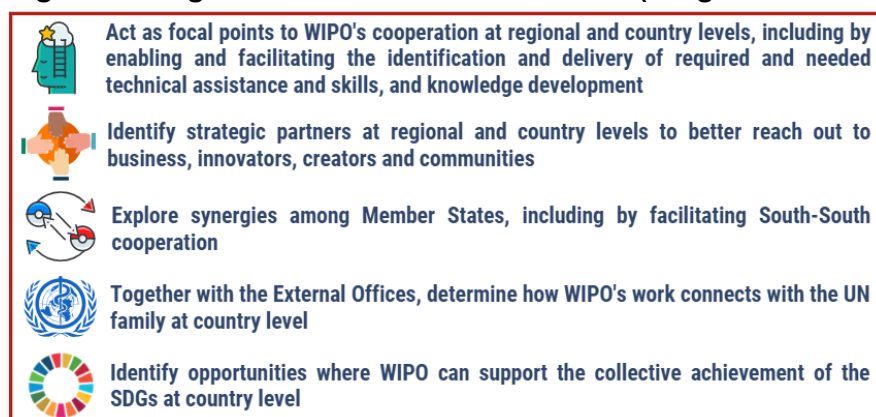 Act as focal points to WIPO's cooperation at regional and country levels, including by
enabling and facilitating the identification and delivery of required and needed
technical assistance and skills, and knowledge development
Identify strategic partners at regional and country levels to better reach out to
business, innovators, creators and communities
Explore synergies among Member States, including by facilitating South-South
cooperation
Together with the External Offices, determine how WIPO's work connects with the UN
family at country level
Identify opportunities where WIPO can support the collective achievement of the
SDGs at country level